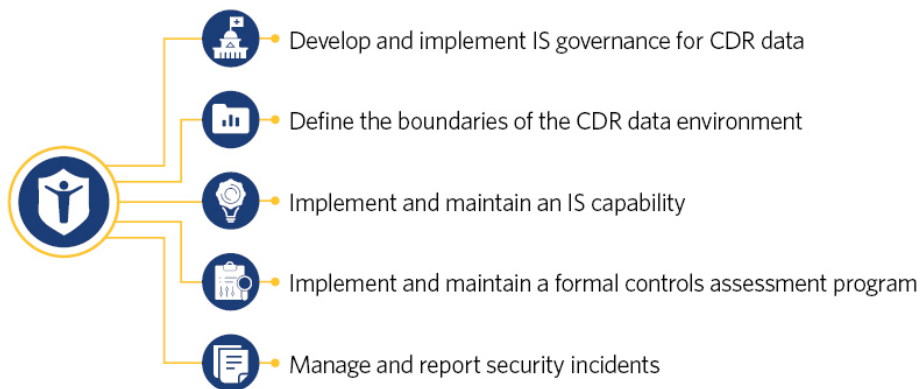 Develop and implement IS governance for CDR data
Define the boundaries of the CDR data environment
Implement and maintain an IS capability
Implement and maintain a formal controls assessment program
Manage and report security incidents